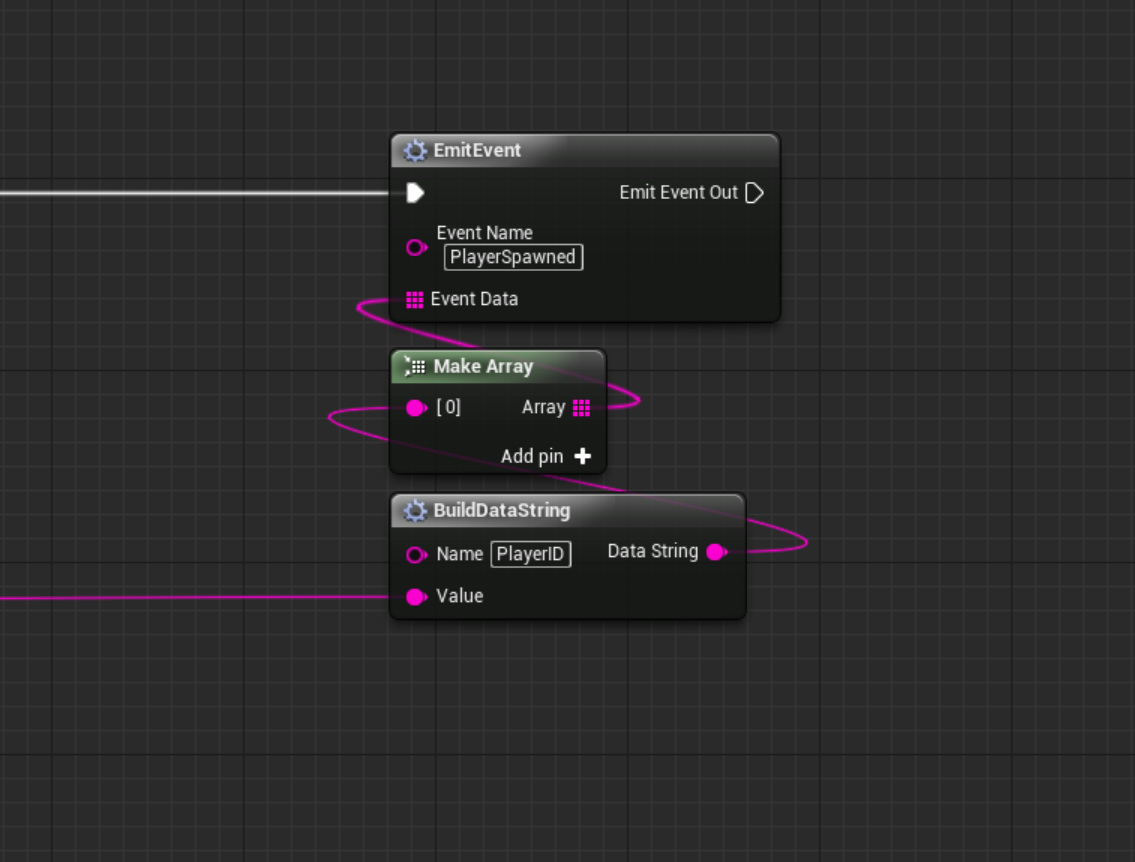 EmitEvent
Emit Event Out
Event Name
PlayerSpawned
Event Data
Make Array
[ 0] Array
Add pin
BuildDataString
Name PlayerID Data String
Value